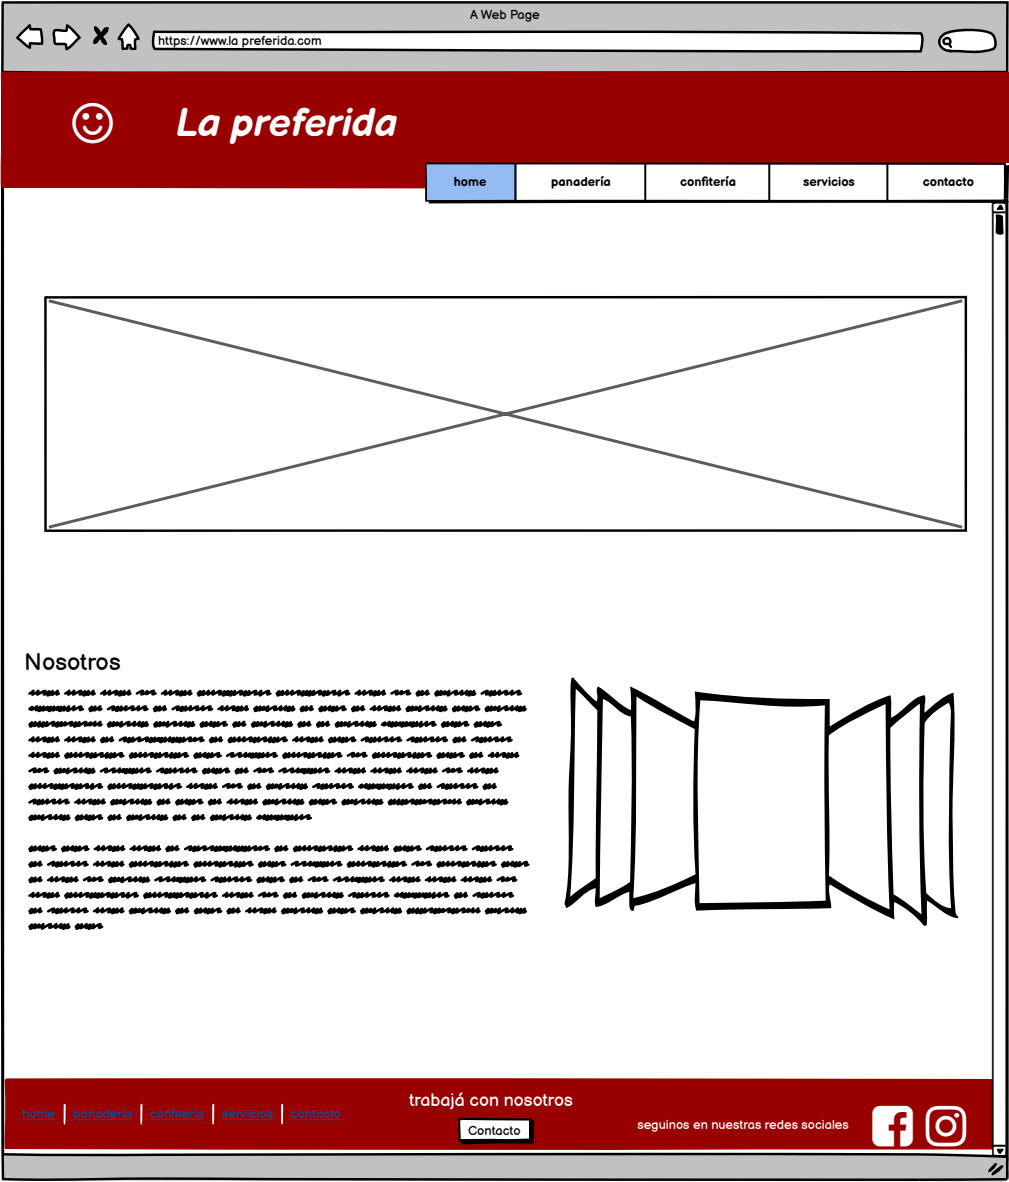 A Web Page
https://www.la preferida.com
La preferida
home panadería confitería servicios contacto
Nosotros
home panadería confitería servicios contacto
trabajá con nosotros
Contacto
seguinos en nuestras redes sociales